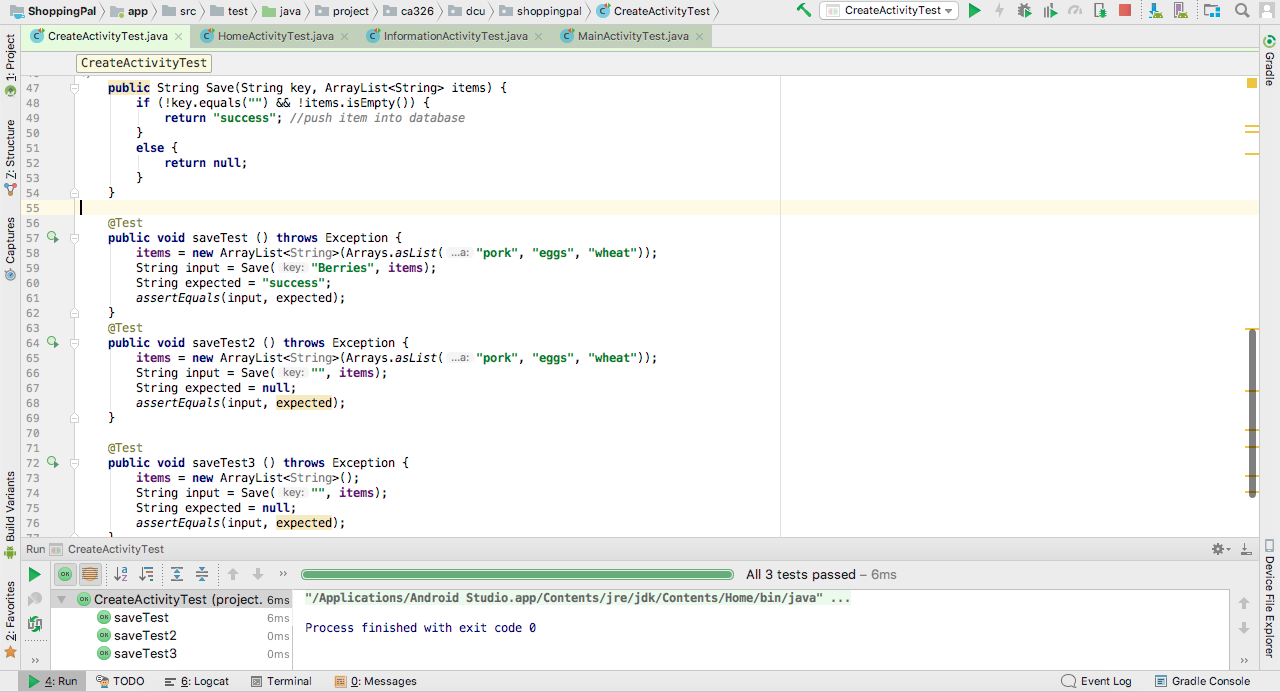 ShoppingPal app src test java project ca326 dcu shoppingpal CreateActivityTest CreateActivityTest
CreateActivityTest.java HomeActivityTest.java InformationActivityTest.java MainActivityTest.java
CreateActivityTest
1: Project
Z: Structure
Captures
Build Variants
2: Favorites
Gradle
Device File Explorer
47 public String Save(String key, ArrayList<String> items) {
48 if (!key.equals("") && !items.isEmpty()) {
49 return "success"; //push item into database
50 }
51 else {
52 return null;
53 }
54 }
55
56 @Test
57 public void saveTest () throws Exception {
58 items = new ArrayList<String>(Arrays.asList( ...a: "pork", "eggs", "wheat"));
59 String input = Save( key: "Berries", items);
60 String expected = "success";
61 assertEquals(input, expected);
62 }
63 @Test
64 public void saveTest2 () throws Exception {
65 items = new ArrayList<String>(Arrays.asList( ...a: "pork", "eggs", "wheat"));
66 String input = Save( key: "", items);
67 String expected = null;
68 assertEquals(input, expected);
69 }
70
71 @Test
72 public void saveTest3 () throws Exception {
73 items = new ArrayList<String>();
74 String input = Save( key: "", items);
75 String expected = null;
76 assertEquals(input, expected);
Run CreateActivityTest
All 3 tests passed – 6ms
CreateActivityTest (project. 6ms
saveTest 6ms
saveTest2 0ms
saveTest3 0ms
"/Applications/Android Studio.app/Contents/jre/jdk/Contents/Home/bin/java" ...
Process finished with exit code 0
4: Run TODO 6: Logcat Terminal 0: Messages Event Log Gradle Console